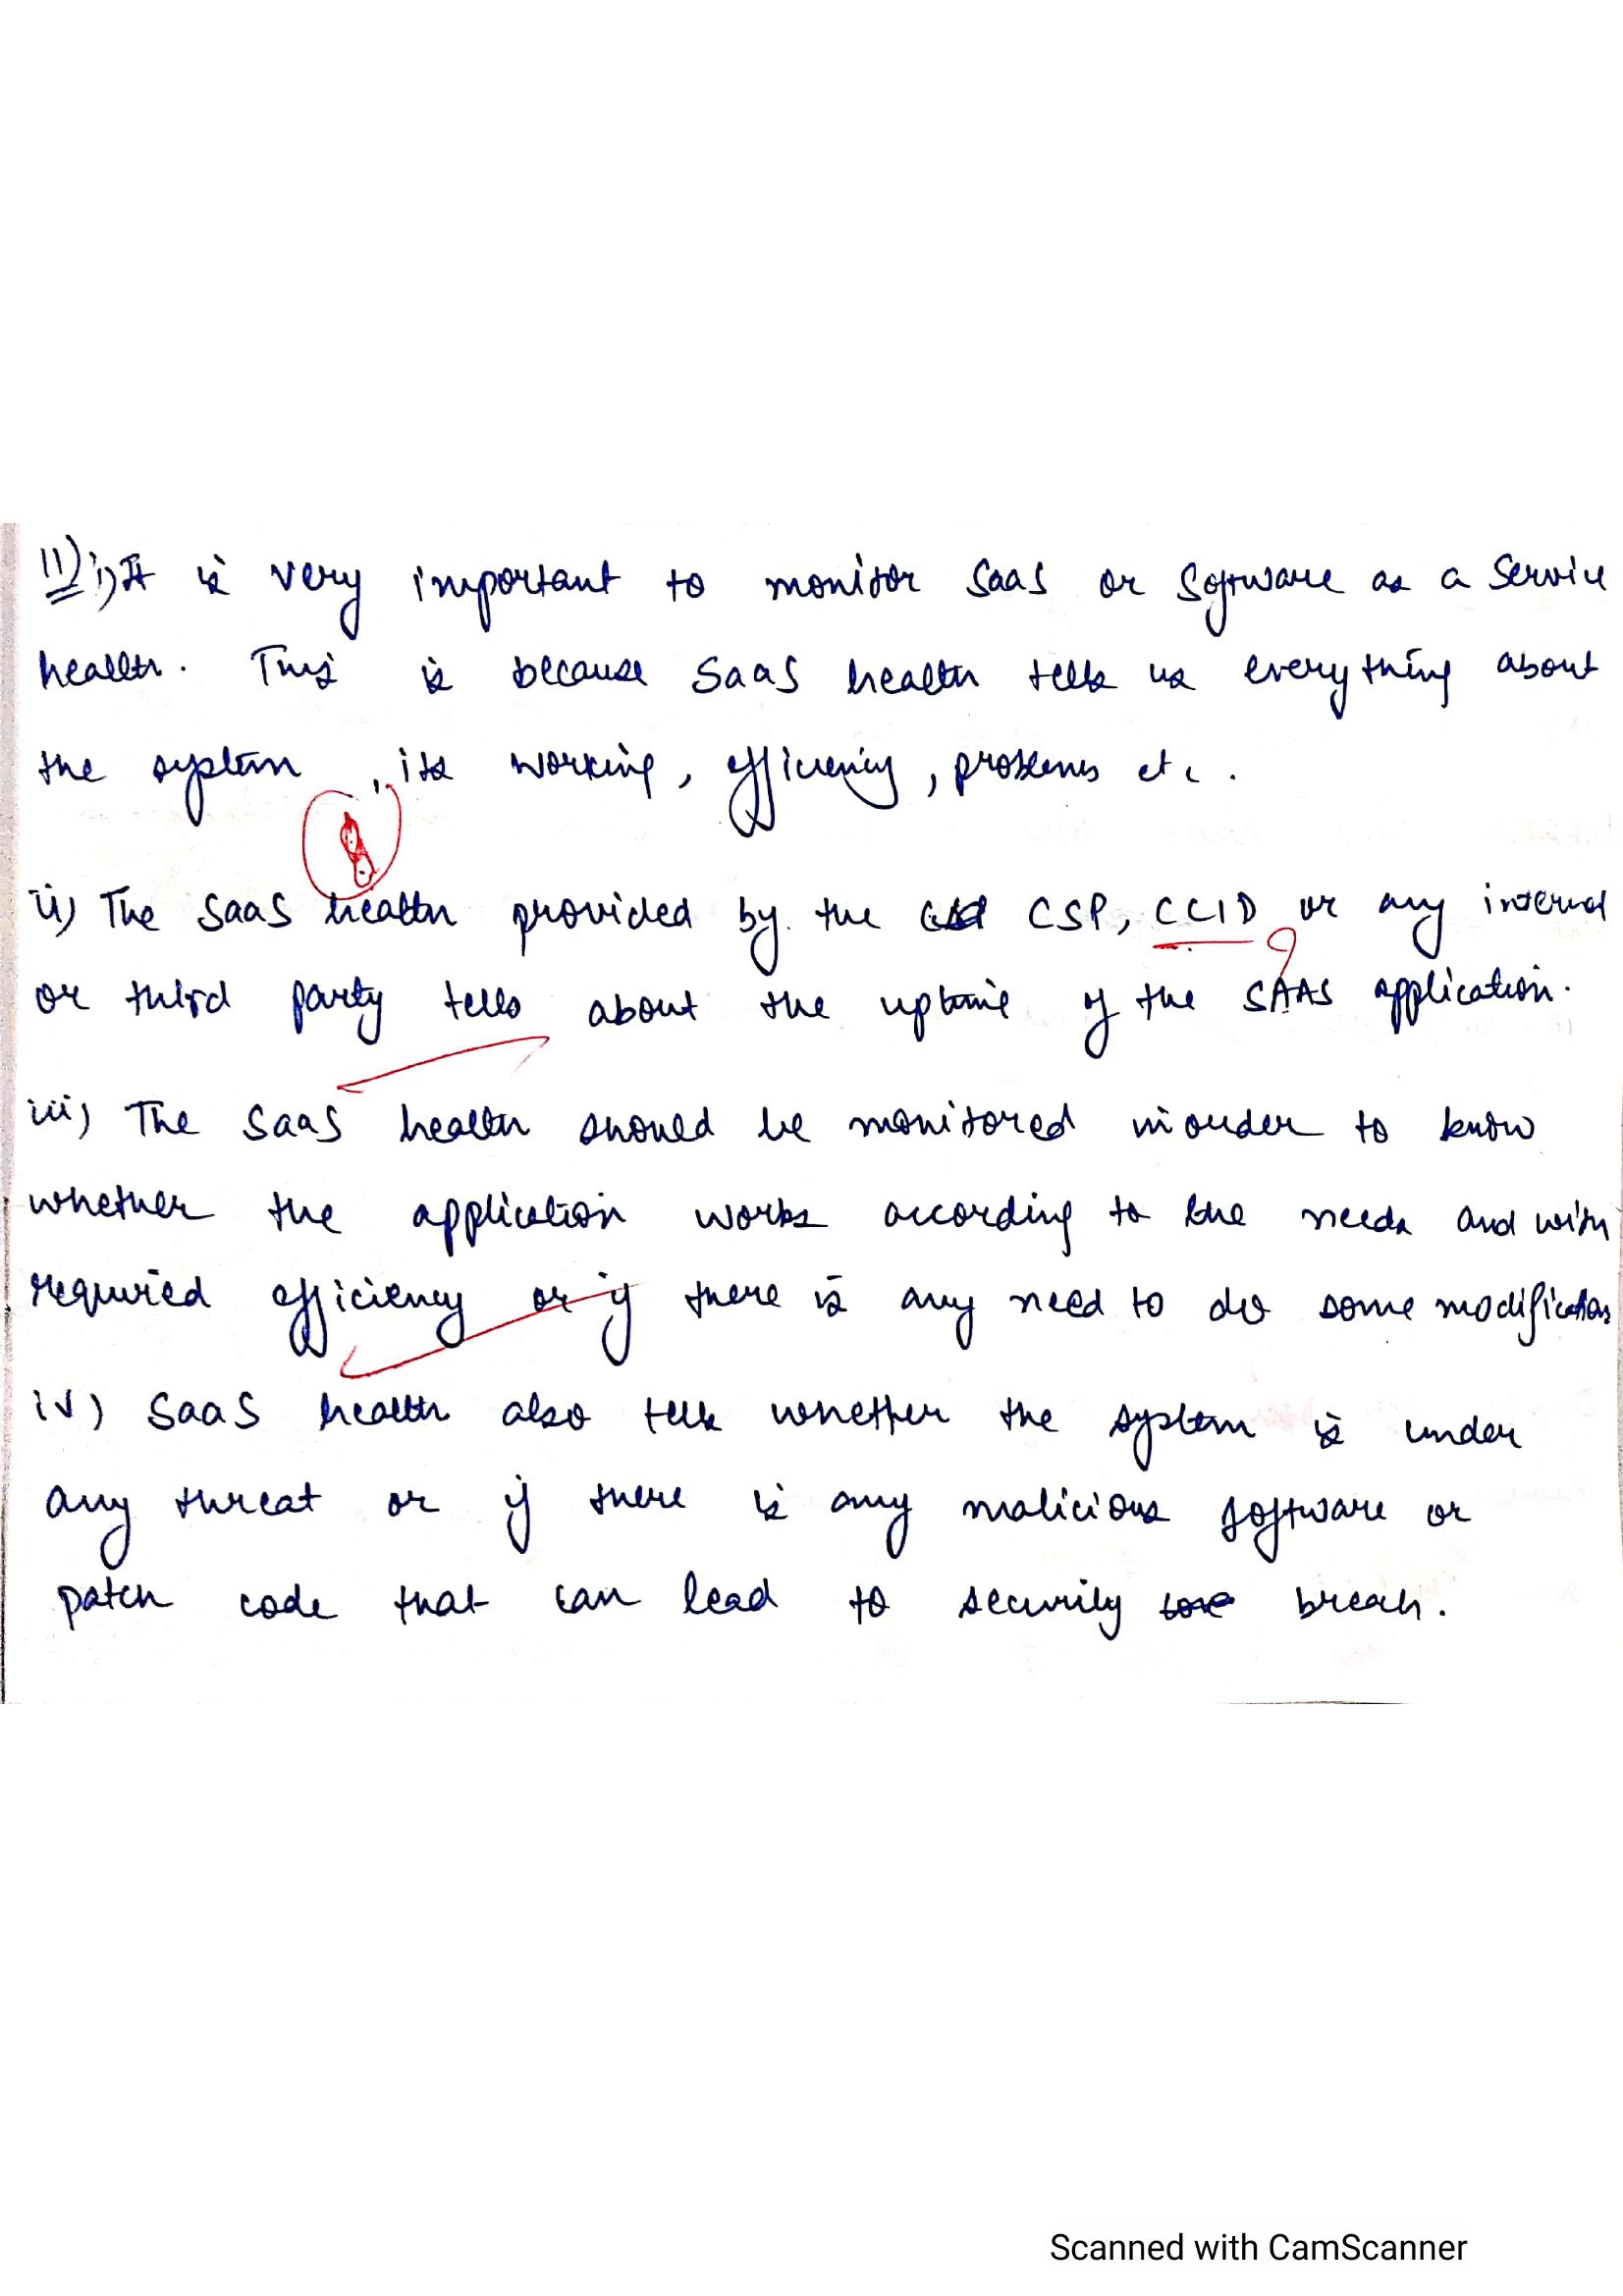 11) i) It is very important to monitor SaaS or Software as a Service
health. This is because SaaS health tells us everything about
the system, its working, efficiency, problems etc.
ii) The SaaS health provided by the CSP, CCID or any internal
or third party tells about the uptime of the SAAS application.
iii) The SaaS health should be monitored inorder to know
whether the application works according to the needs and with
required efficiency or if there is any need to do some modification
iv) SaaS health also tells whether the system is under
any threat or if there is any malicious software or
patch code that can lead to security breach.
Scanned with CamScanner